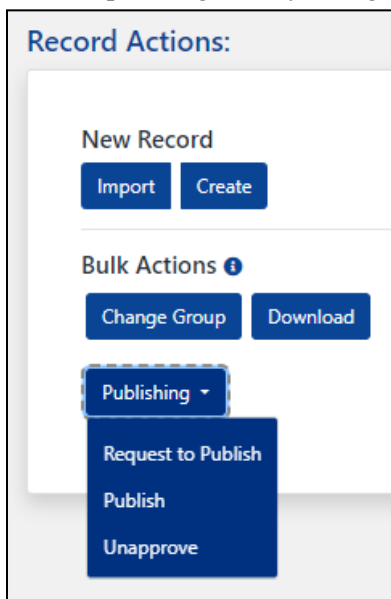 Record Actions:
New Record
Import Create
Bulk Actions
Change Group Download
Publishing
Request to Publish
Publish
Unapprove